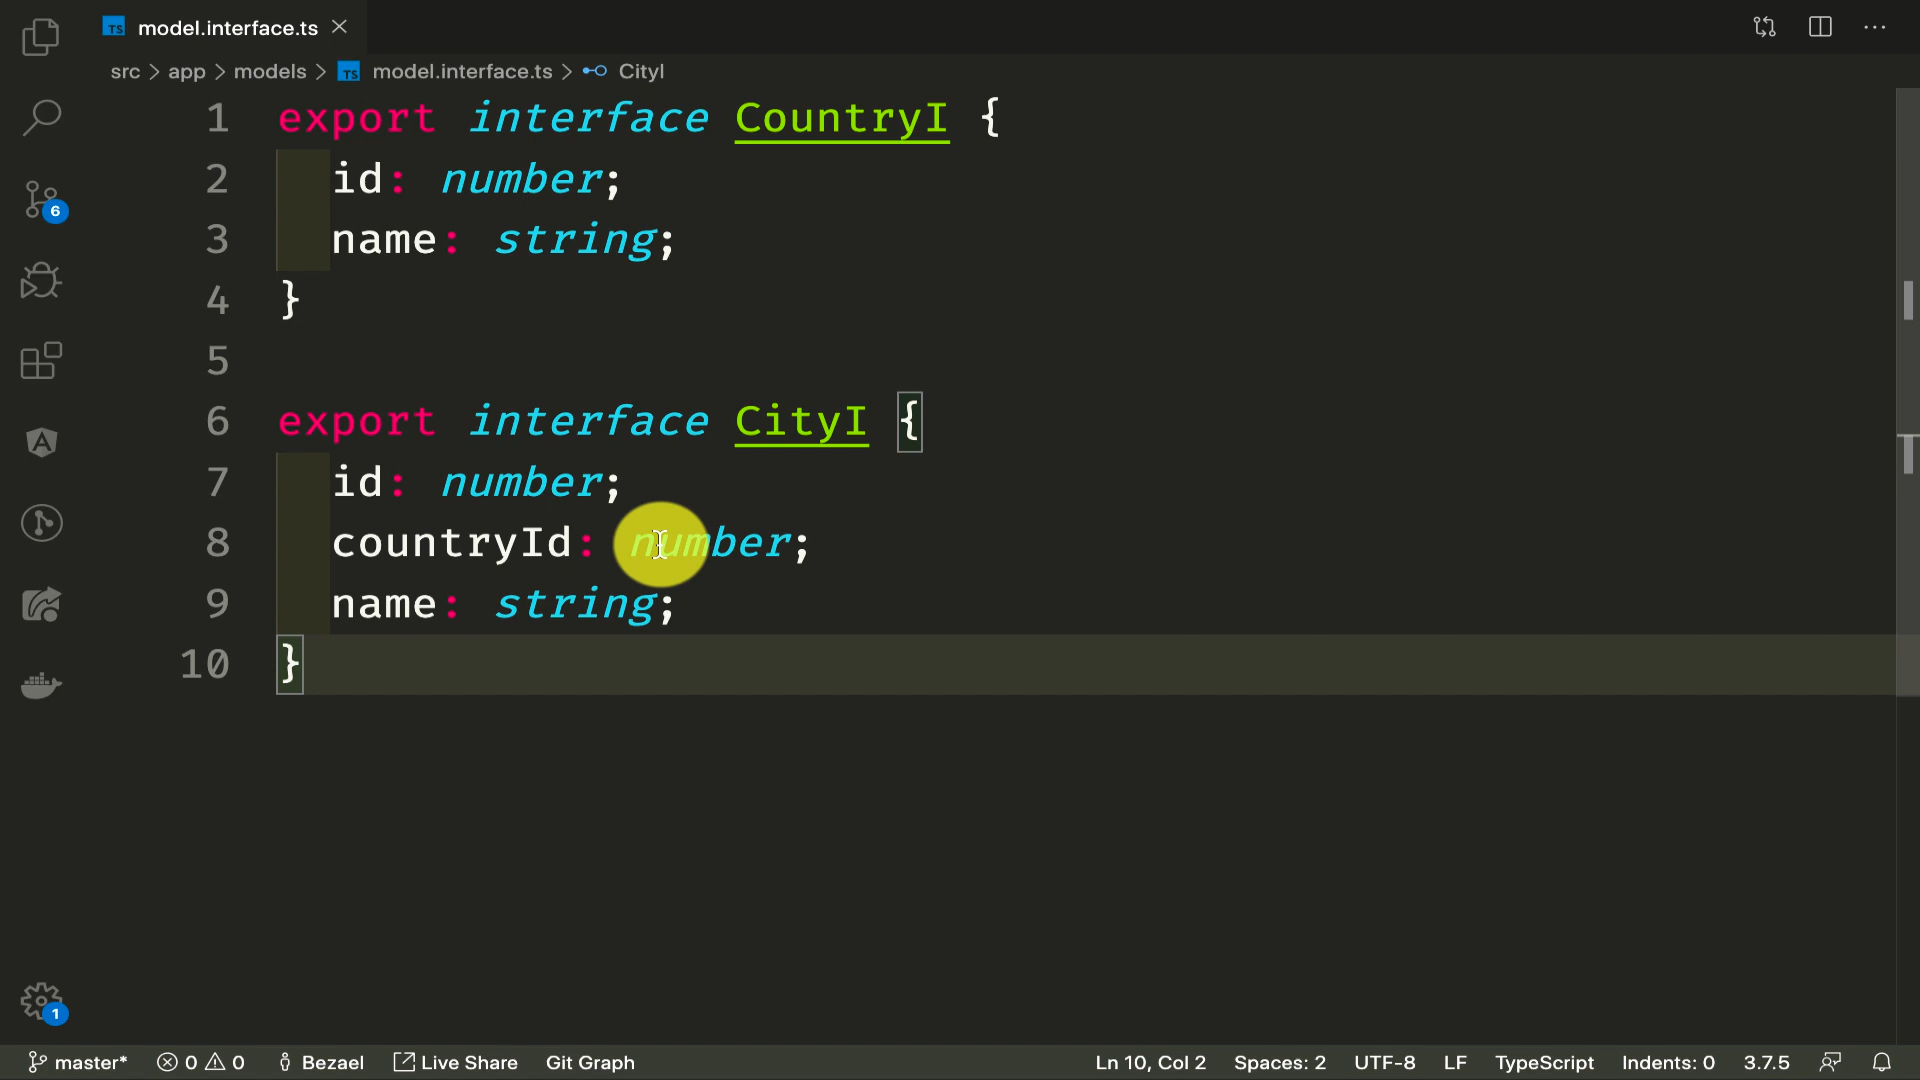 TS model.interface.ts
src > app > models > TS model.interface.ts > CityI
1 export interface CountryI {
2 id: number;
3 name: string;
4 }
5
6 export interface CityI {
7 id: number;
8 countryId: number;
9 name: string;
10 }
6
1
master* 0 0 Bezael Live Share Git Graph Ln 10, Col 2 Spaces: 2 UTF-8 LF TypeScript Indents: 0 3.7.5